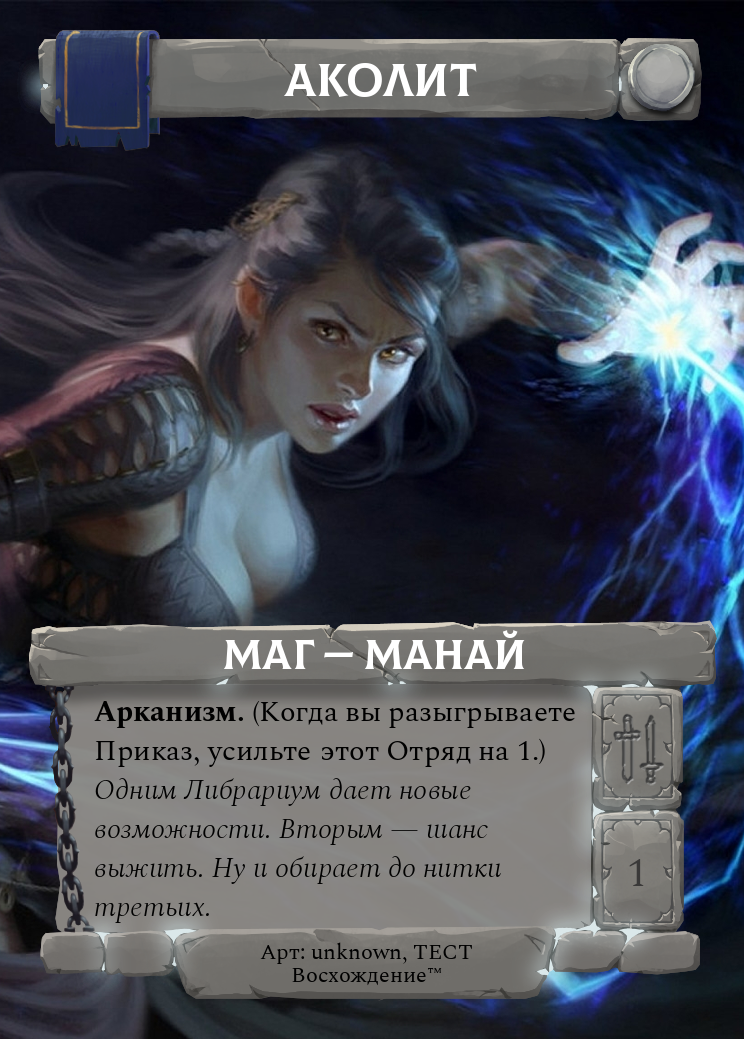 АКОЛИТ
МАГ – МАНАЙ
Арканизм. (Когда вы разыгрываете
Приказ, усильте этот Отряд на 1.)
Одним Либрариум дает новые
возможности. Вторым — шанс
выжить. Ну и обирает до нитки
третьих.
1
Арт: unknown, ТЕСТ
Восхождение™